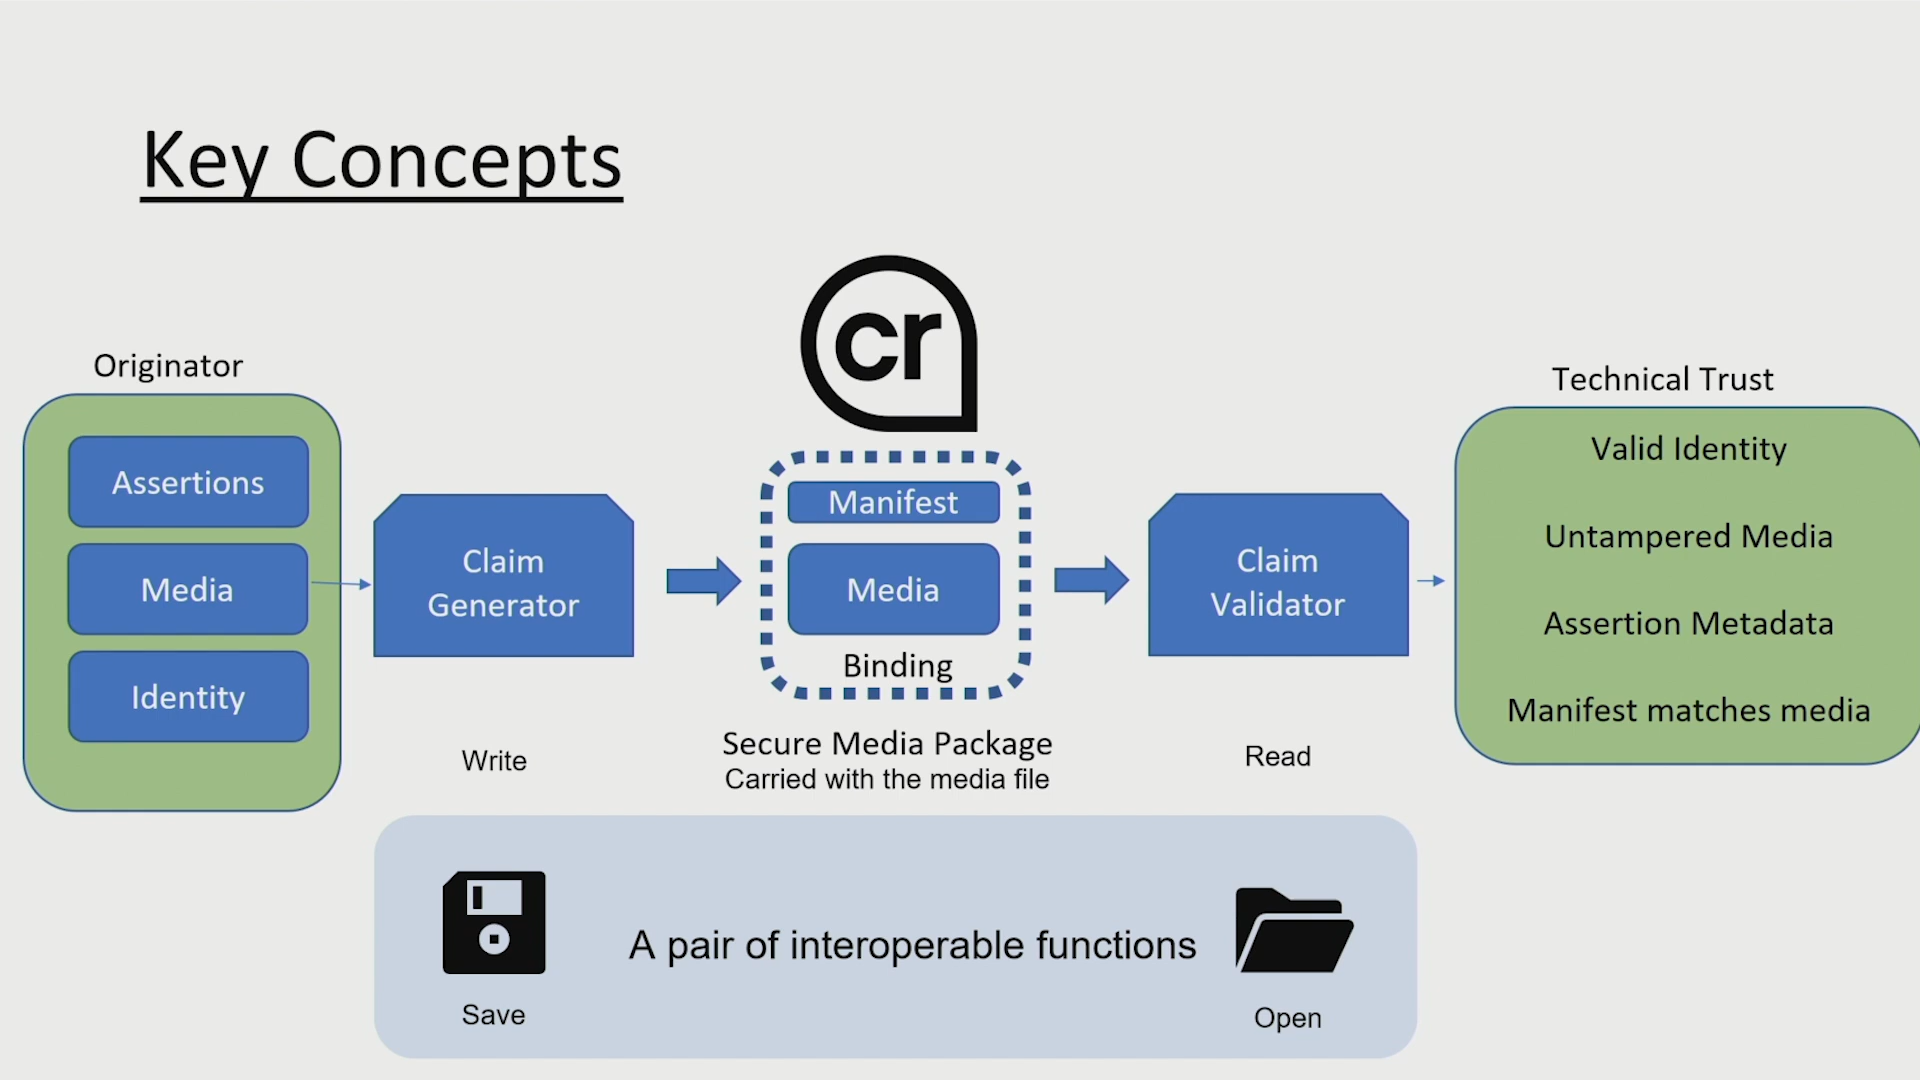 Key Concepts
cr
Originator
Assertions
Media
Identity
Claim
Generator
Write
Manifest
Media
Binding
Secure Media Package
Carried with the media file
Claim
Validator
Read
Technical Trust
Valid Identity
Untampered Media
Assertion Metadata
Manifest matches media
A pair of interoperable functions
Save
Open